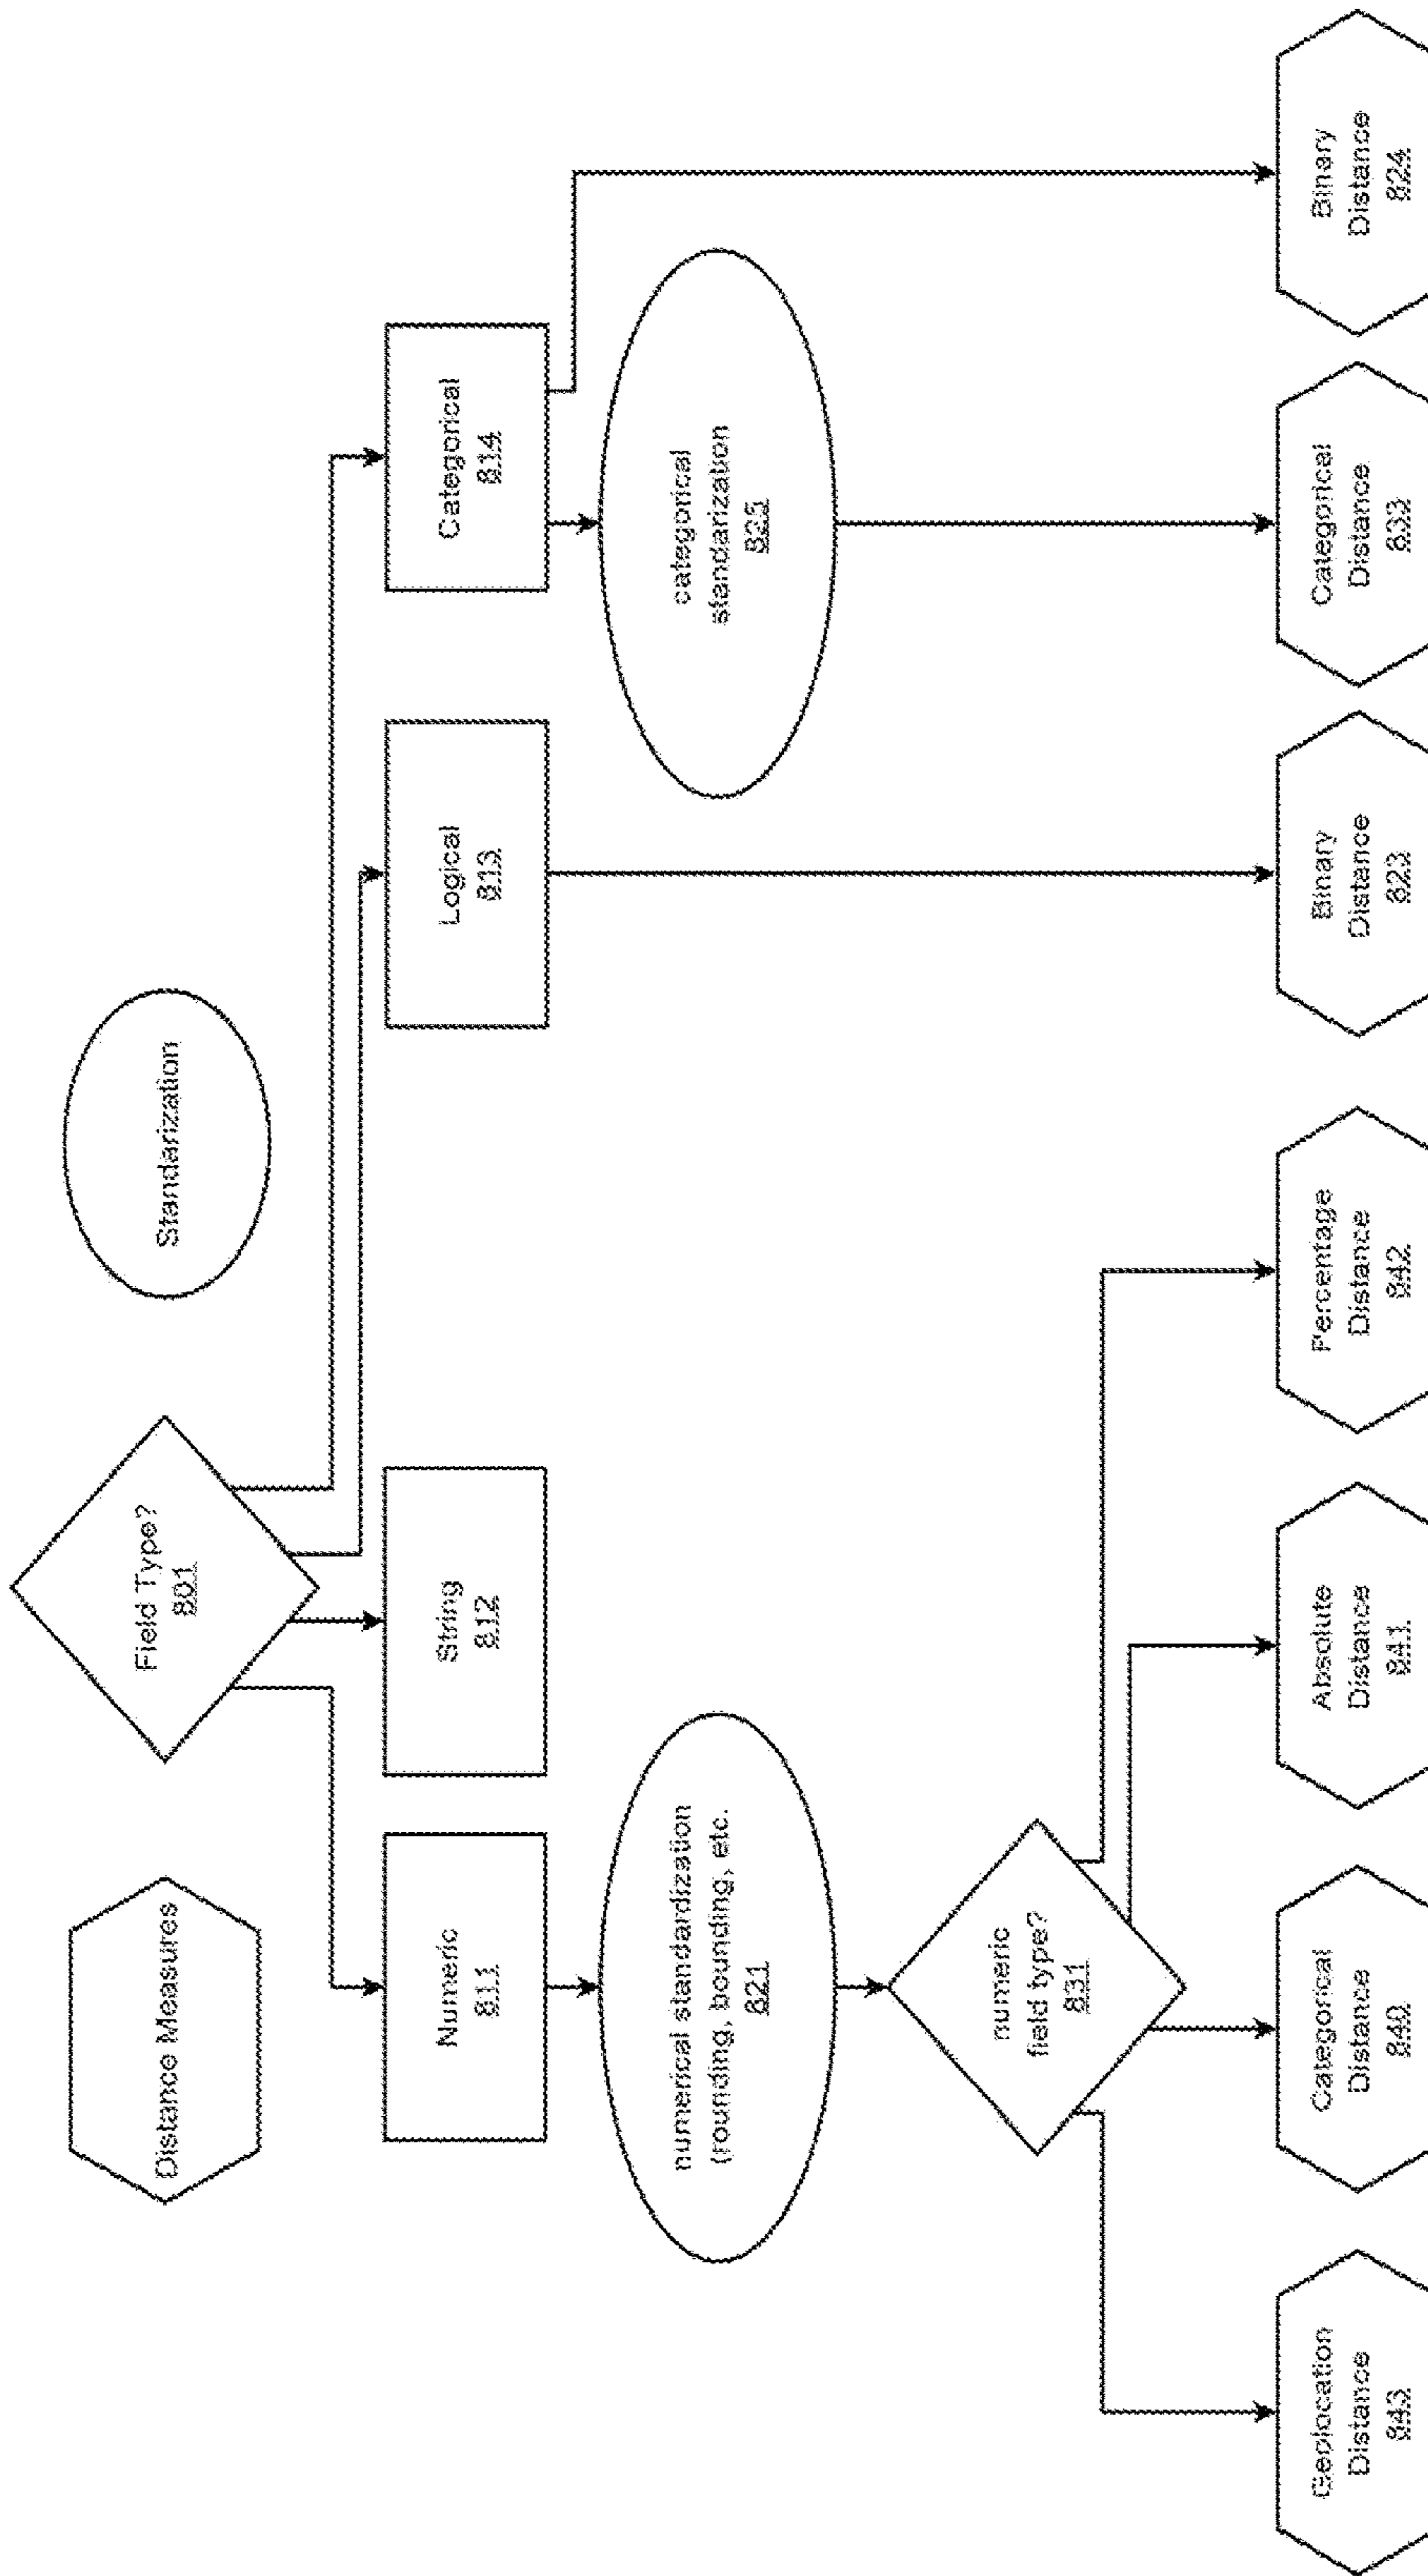 Distance Measures
Field Type?
801
Standarization
Numeric
811
String
812
Logical
813
Categorical
814
numerical standardization
(rounding, bounding, etc.
821
categorical
standarization
825
numeric
field type?
831
Geolocation
Distance
843
Categorical
Distance
840
Absolute
Distance
841
Percentage
Distance
842
Binary
Distance
823
Categorical
Distance
833
Binary
Distance
824